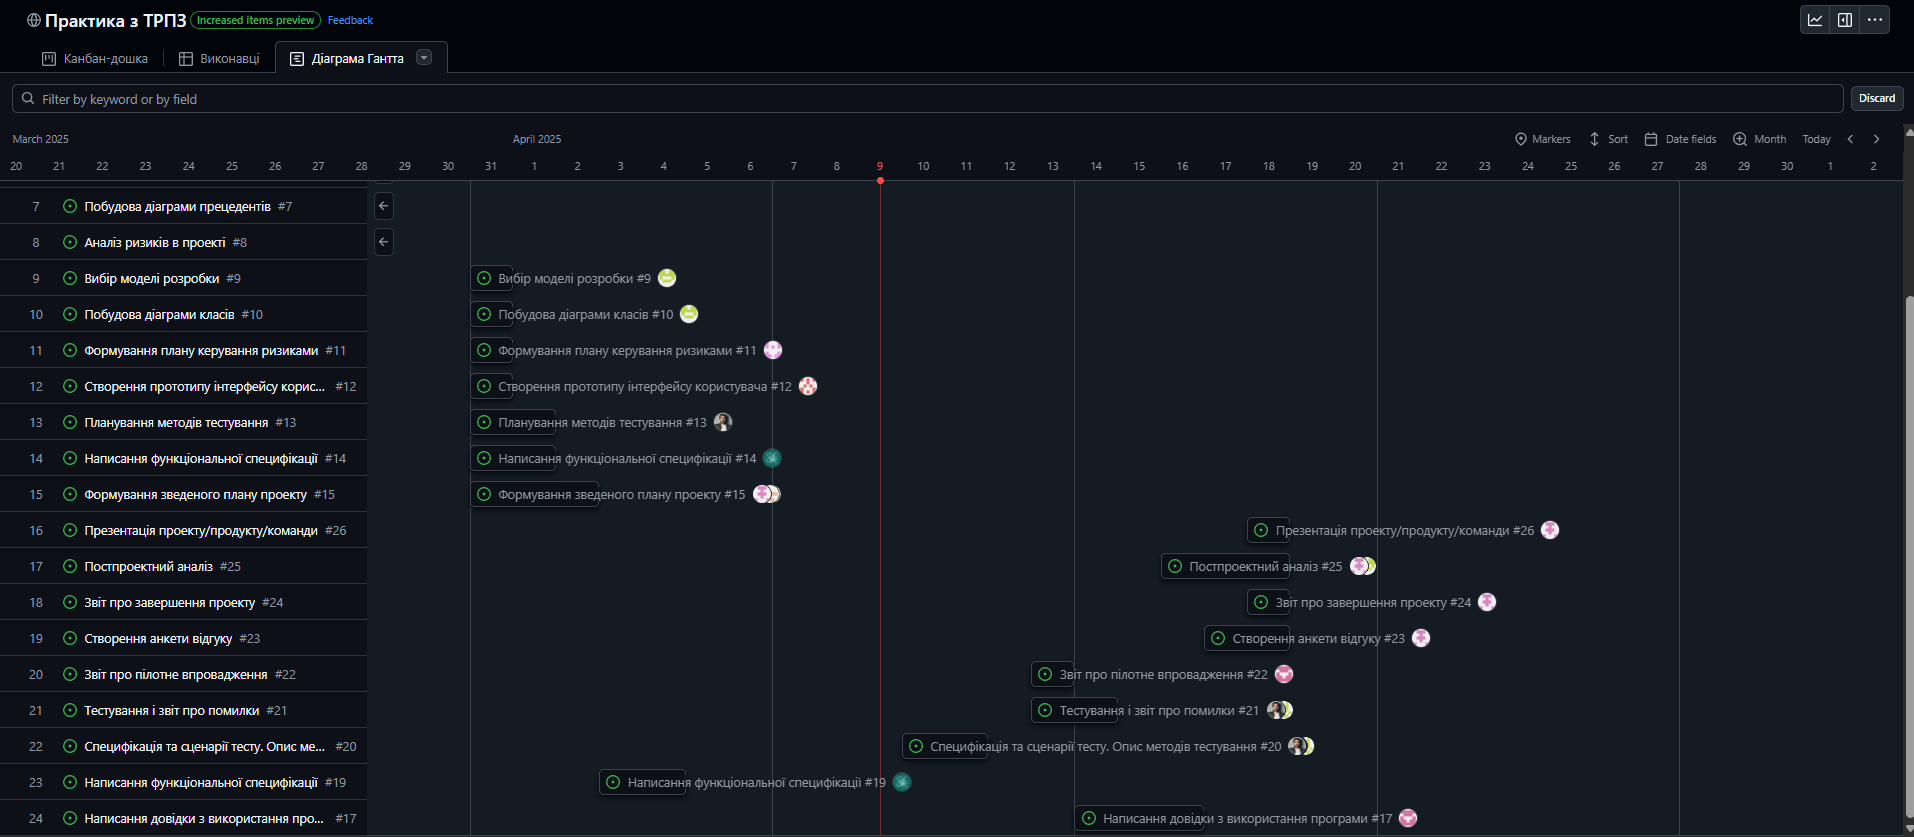 Практика з ТРПЗ Increased items preview Feedback
Канбан-дошка Виконавці Діаграма Гантта
Filter by keyword or by field Discard
March 2025 April 2025 Markers Sort Date fields Month Today
20 21 22 23 24 25 26 27 28 29 30 31 1 2 3 4 5 6 7 8 9 10 11 12 13 14 15 16 17 18 19 20 21 22 23 24 25 26 27 28 29 30 1 2
7 Побудова діаграми прецедентів #7
8 Аналіз ризиків в проекті #8
9 Вибір моделі розробки #9 Вибір моделі розробки #9
10 Побудова діаграми класів #10 Побудова діаграми класів #10
11 Формування плану керування ризиками #11 Формування плану керування ризиками #11
12 Створення прототипу інтерфейсу корис... #12 Створення прототипу інтерфейсу користувача #12
13 Планування методів тестування #13 Планування методів тестування #13
14 Написання функціональної специфікації #14 Написання функціональної специфікації #14
15 Формування зведеного плану проекту #15 Формування зведеного плану проекту #15
16 Презентація проекту/продукту/команди #26 Презентація проекту/продукту/команди #26
17 Постпроектний аналіз #25 Постпроектний аналіз #25
18 Звіт про завершення проекту #24 Звіт про завершення проекту #24
19 Створення анкети відгуку #23 Створення анкети відгуку #23
20 Звіт про пілотне впровадження #22 Звіт про пілотне впровадження #22
21 Тестування і звіт про помилки #21 Тестування і звіт про помилки #21
22 Специфікація та сценарії тесту. Опис ме... #20 Специфікація та сценарії тесту. Опис методів тестування #20
23 Написання функціональної специфікації #19 Написання функціональної специфікації #19
24 Написання довідки з використання про... #17 Написання довідки з використання програми #17